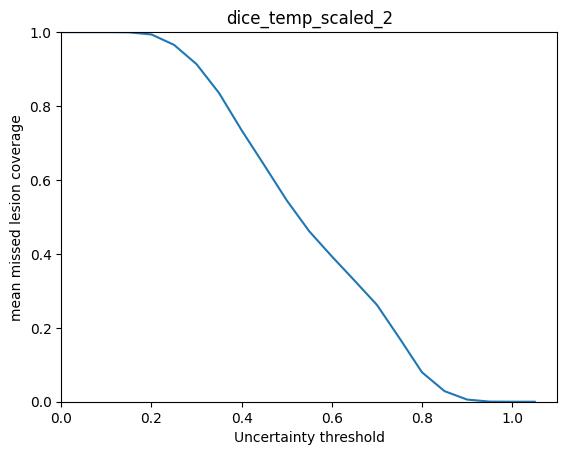 dice_temp_scaled_2
mean missed lesion coverage
1.0
0.8
0.6
0.4
0.2
0.0
0.0 0.2 0.4 0.6 0.8 1.0
Uncertainty threshold